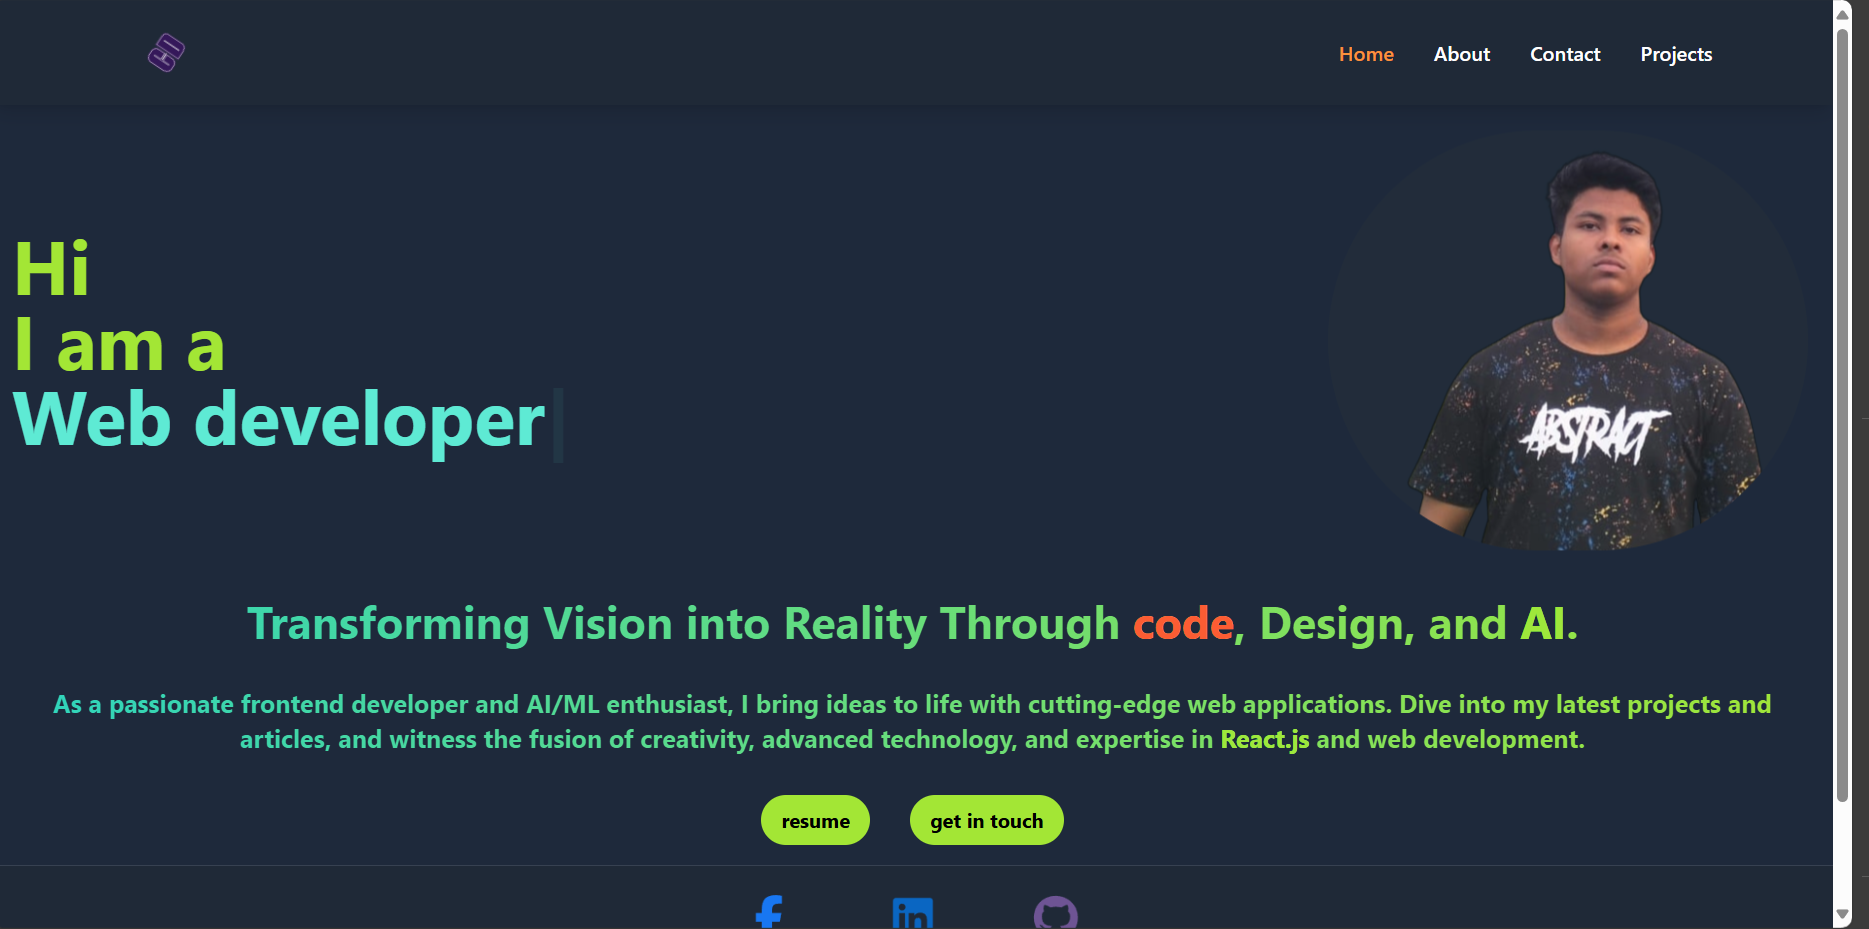 Home About Contact Projects
Hi
I am a
Web developer
ABSTRACT
Transforming Vision into Reality Through code, Design, and AI.
As a passionate frontend developer and AI/ML enthusiast, I bring ideas to life with cutting-edge web applications. Dive into my latest projects and
articles, and witness the fusion of creativity, advanced technology, and expertise in React.js and web development.
resume get in touch